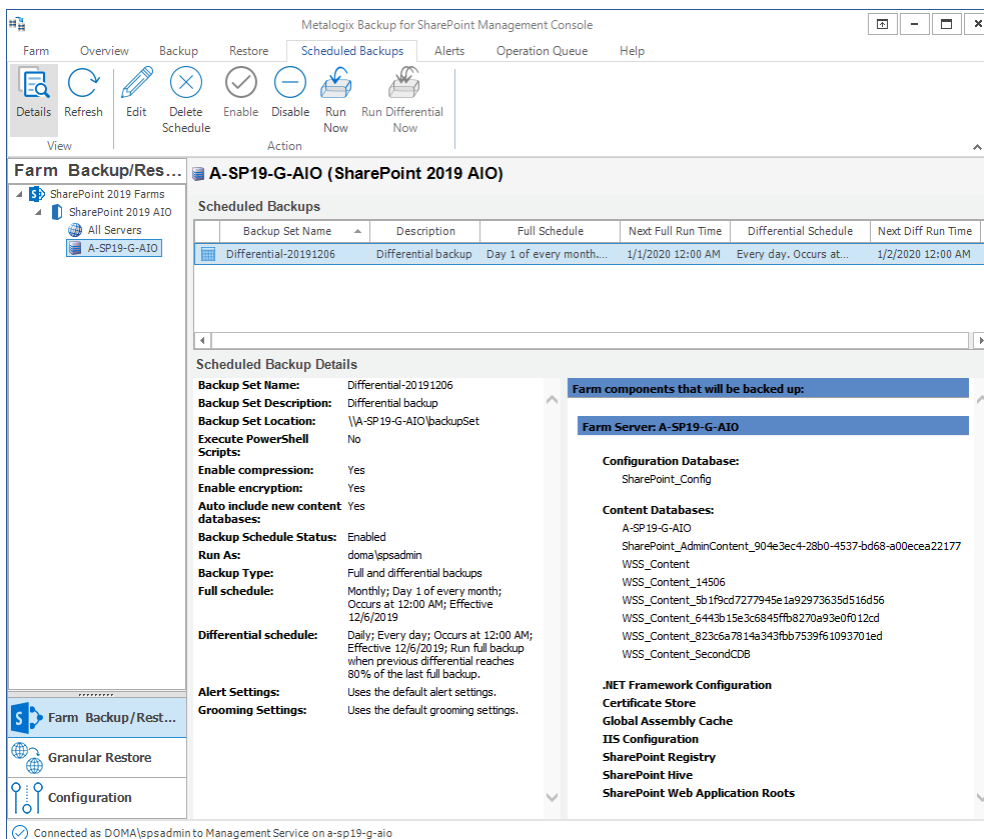 Metalogix Backup for SharePoint Management Console
Farm Overview Backup Restore Scheduled Backups Alerts Operation Queue Help
Details Refresh Edit Delete Schedule Enable Disable Run Now Run Differential Now
View Action
Farm Backup/Res...
SharePoint 2019 Farms
SharePoint 2019 AIO
All Servers
A-SP19-G-AIO
A-SP19-G-AIO (SharePoint 2019 AIO)
Scheduled Backups
Backup Set Name Description Full Schedule Next Full Run Time Differential Schedule Next Diff Run Time
Differential-20191206 Differential backup Day 1 of every month.... 1/1/2020 12:00 AM Every day. Occurs at... 1/2/2020 12:00 AM
Scheduled Backup Details
Backup Set Name: Differential-20191206
Backup Set Description: Differential backup
Backup Set Location: \\A-SP19-G-AIO\backupSet
Execute PowerShell No
Scripts:
Enable compression: Yes
Enable encryption: Yes
Auto include new content Yes
databases:
Backup Schedule Status: Enabled
Run As: doma\spsadmin
Backup Type: Full and differential backups
Full schedule: Monthly; Day 1 of every month;
Occurs at 12:00 AM; Effective
12/6/2019
Differential schedule: Daily; Every day; Occurs at 12:00 AM;
Effective 12/6/2019; Run full backup
when previous differential reaches
80% of the last full backup.
Alert Settings: Uses the default alert settings.
Grooming Settings: Uses the default grooming settings.
Farm components that will be backed up:
Farm Server: A-SP19-G-AIO
Configuration Database:
SharePoint_Config
Content Databases:
A-SP19-G-AIO
SharePoint_AdminContent_904e3ec4-28b0-4537-bd68-a00ecea22177
WSS_Content
WSS_Content_14506
WSS_Content_5b1f9cd7277945e1a92973635d516d56
WSS_Content_6443b15e3c6845ffb8270a93e0f012cd
WSS_Content_823c6a7814a343fbb7539f61093701ed
WSS_Content_SecondCDB
.NET Framework Configuration
Certificate Store
Global Assembly Cache
IIS Configuration
SharePoint Registry
SharePoint Hive
SharePoint Web Application Roots
Farm Backup/Rest...
Granular Restore
Configuration
Connected as DOMA\spsadmin to Management Service on a-sp19-g-aio